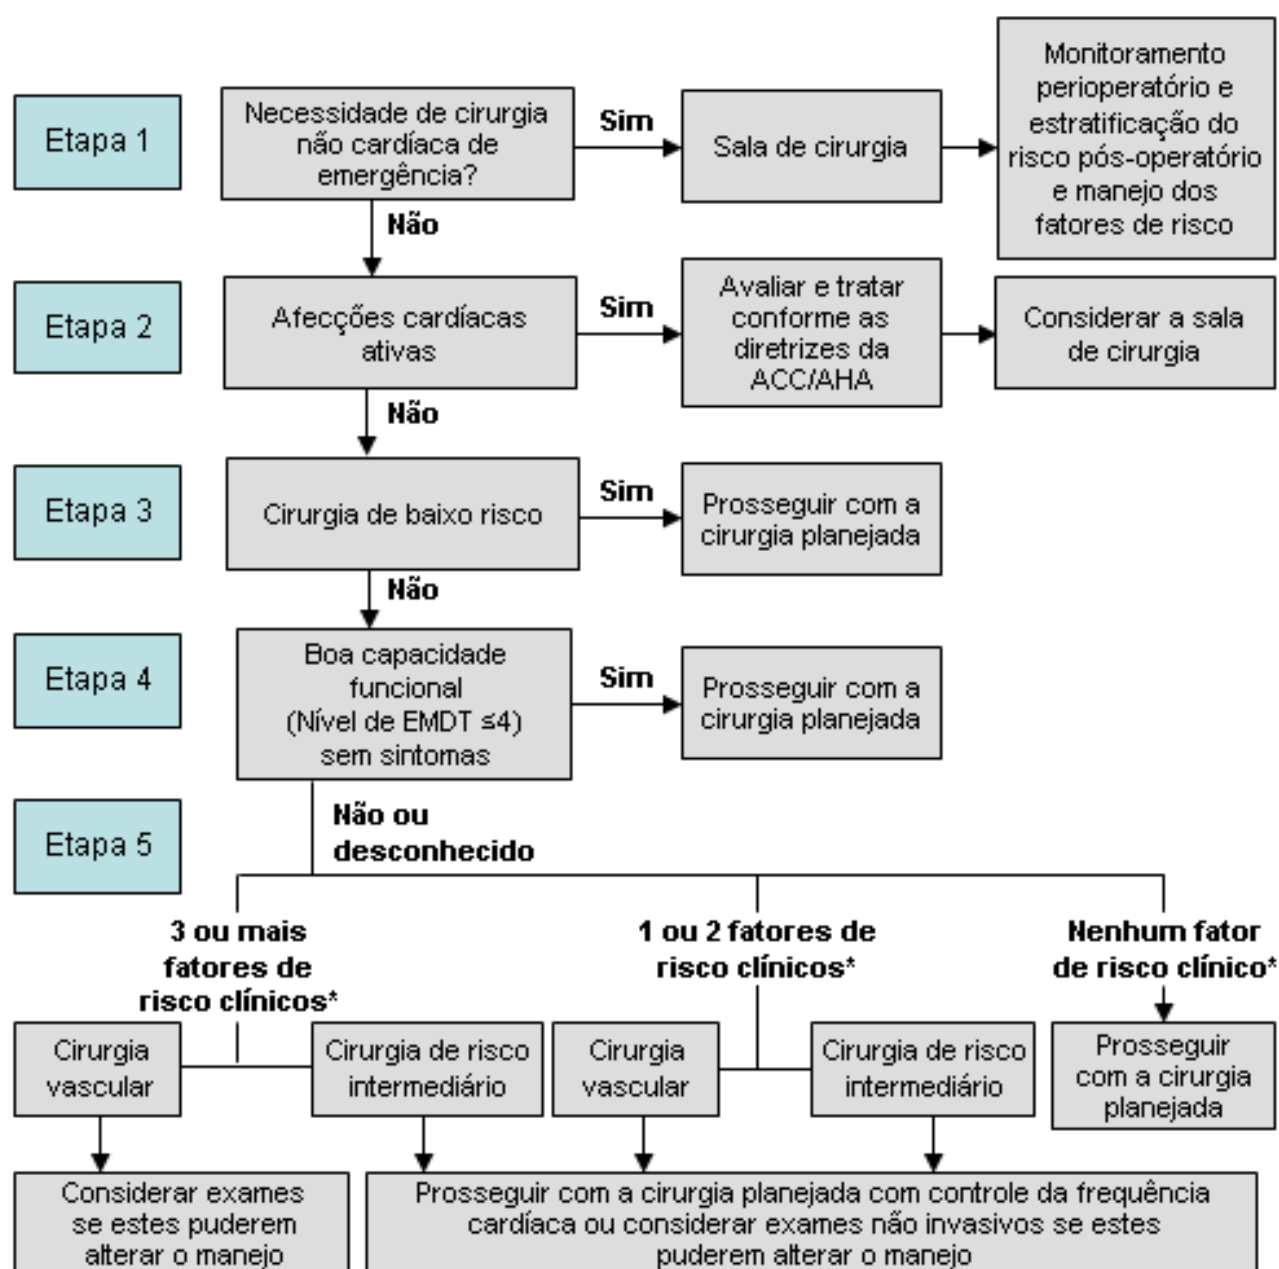 Etapa 1
Necessidade de cirurgia
não cardíaca de
emergência?
Sim
Sala de cirurgia
Monitoramento
perioperatório e
estratificação do
risco pós-operatório
e manejo dos
fatores de risco
Não
Etapa 2
Afecções cardíacas
ativas
Sim
Avaliar e tratar
conforme as
diretrizes da
ACC/AHA
Considerar a sala
de cirurgia
Não
Etapa 3
Cirurgia de baixo risco
Sim
Prosseguir com a
cirurgia planejada
Não
Etapa 4
Boa capacidade
funcional
(Nível de EMDT ≤4)
sem sintomas
Sim
Prosseguir com a
cirurgia planejada
Etapa 5
Não ou
desconhecido
3 ou mais
fatores de
risco clínicos*
1 ou 2 fatores de
risco clínicos*
Nenhum fator
de risco clínico*
Cirurgia
vascular
Cirurgia de risco
intermediário
Cirurgia
vascular
Cirurgia de risco
intermediário
Prosseguir
com a cirurgia
planejada
Considerar exames
se estes puderem
alterar o manejo
Prosseguir com a cirurgia planejada com controle da frequência
cardíaca ou considerar exames não invasivos se estes
puderem alterar o manejo